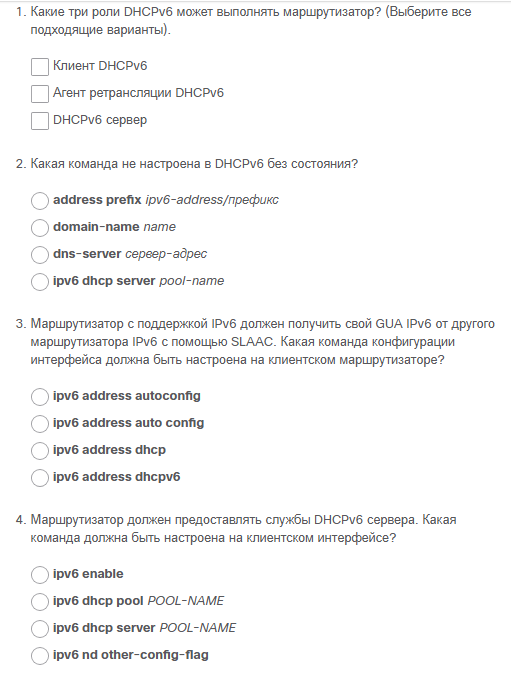 1. Какие три роли DHCPv6 может выполнять маршрутизатор? (Выберите все
подходящие варианты).
Клиент DHCPv6
Агент ретрансляции DHCPv6
DHCPv6 сервер
2. Какая команда не настроена в DHCPv6 без состояния?
address prefix ipv6-address/префикс
domain-name name
dns-server сервер-адрес
ipv6 dhcp server pool-name
3. Маршрутизатор с поддержкой IPv6 должен получить свой GUA IPv6 от другого
маршрутизатора IPv6 с помощью SLAAC. Какая команда конфигурации
интерфейса должна быть настроена на клиентском маршрутизаторе?
ipv6 address autoconfig
ipv6 address auto config
ipv6 address dhcp
ipv6 address dhcpv6
4. Маршрутизатор должен предоставлять службы DHCPv6 сервера. Какая
команда должна быть настроена на клиентском интерфейсе?
ipv6 enable
ipv6 dhcp pool POOL-NAME
ipv6 dhcp server POOL-NAME
ipv6 nd other-config-flag